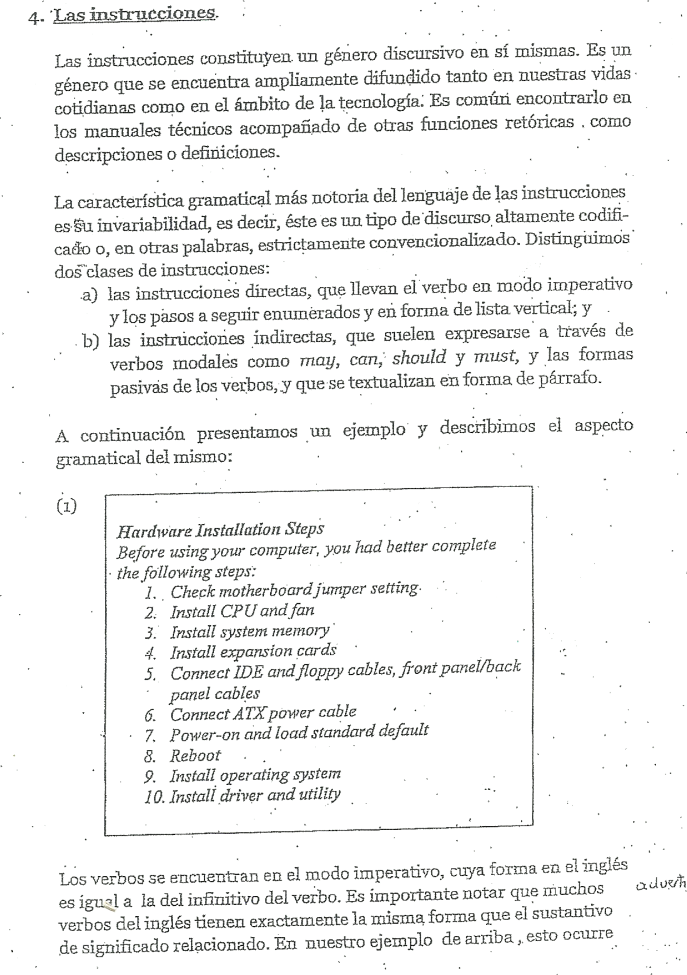 4. Las instrucciones.
Las instrucciones constituyen un género discursivo en sí mismas. Es un
género que se encuentra ampliamente difundido tanto en nuestras vidas
cotidianas como en el ámbito de la tecnología. Es común encontrarlo en
los manuales técnicos acompañado de otras funciones retóricas . como
descripciones o definiciones.
La característica gramatical más notoria del lenguaje de las instrucciones
es su invariabilidad, es decir, éste es un tipo de discurso altamente codifi-
cado o, en otras palabras, estrictamente convencionalizado. Distinguimos
dos clases de instrucciones:
a) las instrucciones directas, que llevan el verbo en modo imperativo
y los pasos a seguir enumerados y en forma de lista vertical; y
b) las instrucciones indirectas, que suelen expresarse a través de
verbos modales como may, can, should y must, y las formas
pasivas de los verbos, y que se textualizan en forma de párrafo.
A continuación presentamos un ejemplo y describimos el aspecto
gramatical del mismo:
(1)
Hardware Installation Steps
Before using your computer, you had better complete
the following steps:
1. Check motherboard jumper setting
2. Install CPU and fan
3. Install system memory
4. Install expansion cards
5. Connect IDE and floppy cables, front panel/back
panel cables
6. Connect ATX power cable
7. Power-on and load standard default
8. Reboot
9. Install operating system
10. Install driver and utility
Los verbos se encuentran en el modo imperativo, cuya forma en el inglés
es igual a la del infinitivo del verbo. Es importante notar que muchos
verbos del inglés tienen exactamente la misma forma que el sustantivo
de significado relacionado. En nuestro ejemplo de arriba, esto ocurre